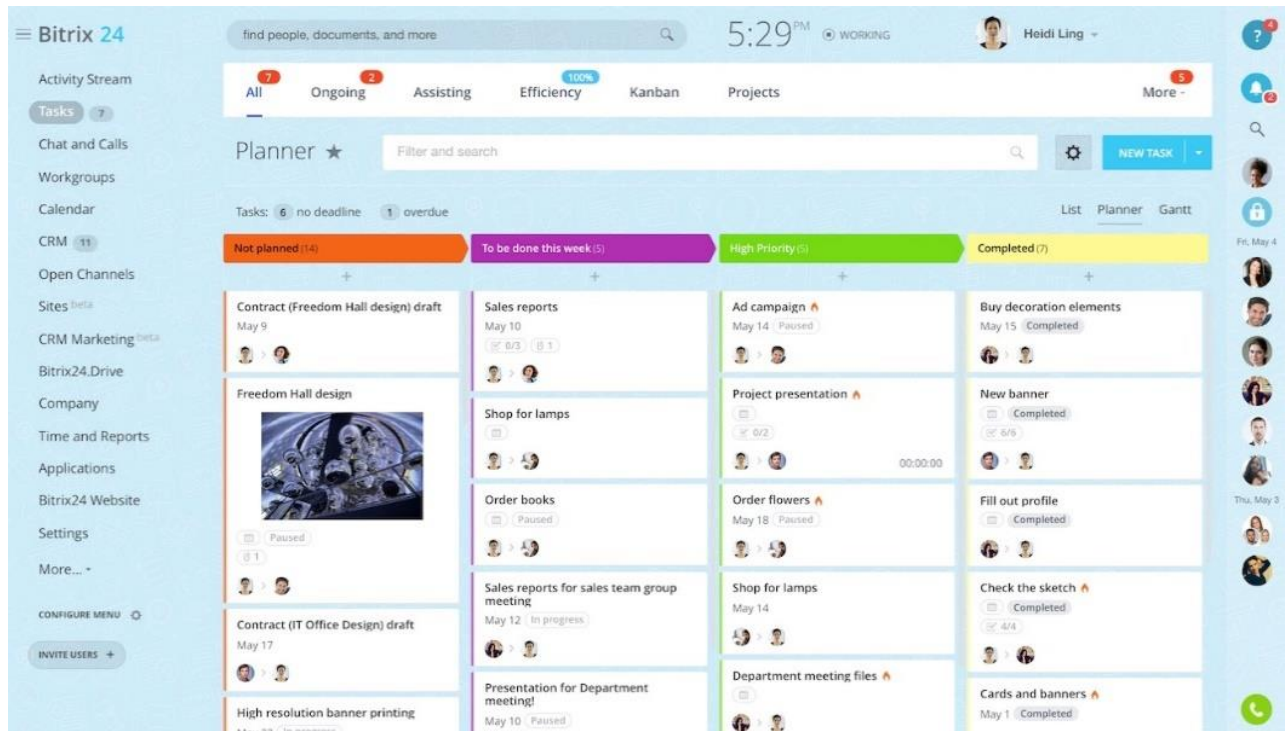 Bitrix 24
find people, documents, and more
5:29 PM WORKING
Heidi Ling
?
4
2
Activity Stream
Tasks 7
Chat and Calls
Workgroups
Calendar
CRM 11
Open Channels
Sites beta
CRM Marketing beta
Bitrix24.Drive
Company
Time and Reports
Applications
Bitrix24 Website
Settings
More...
CONFIGURE MENU
INVITE USERS +
7
2
100%
5
All Ongoing Assisting Efficiency Kanban Projects More
Planner
Filter and search
NEW TASK
Tasks: 6 no deadline 1 overdue
List Planner Gantt
Not planned (14)
+
Contract (Freedom Hall design) draft
May 9
Freedom Hall design
Paused
1
Contract (IT Office Design) draft
May 17
High resolution banner printing
To be done this week (5)
+
Sales reports
May 10
0/3 1
Shop for lamps
Order books
Paused
Sales reports for sales team group
meeting
May 12 In progress
Presentation for Department
meeting!
May 10 Paused
High Priority (5)
+
Ad campaign
May 14 Paused
Project presentation
0/2
00:00:00
Order flowers
May 18 Paused
Shop for lamps
May 14
Department meeting files
Completed (7)
+
Buy decoration elements
May 15 Completed
New banner
Completed
6/6
Fill out profile
Completed
Check the sketch
Completed
4/4
Cards and banners
May 1 Completed
Fri, May 4
Thu, May 3